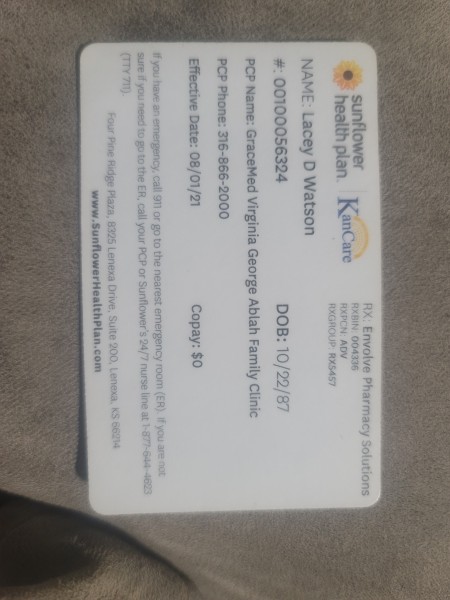 sunflower
health plan.
KanCare
RX: Envolve Pharmacy Solutions
RXBIN: 004336
RXPCN: ADV
RXGROUP: RX5457
NAME: Lacey D Watson
#: 00100056324
DOB: 10/22/87
PCP Name: GraceMed Virginia George Ablah Family Clinic
PCP Phone: 316-866-2000
Effective Date: 08/01/21
Copay: $0
If you have an emergency, call 911 or go to the nearest emergency room (ER). If you are not
sure if you need to go to the ER, call your PCP or Sunflower's 24/7 nurse line at 1-877-644-4623
(TTY 711).
Four Pine Ridge Plaza, 8325 Lenexa Drive, Suite 200, Lenexa, KS 66214
www.SunflowerHealthPlan.com